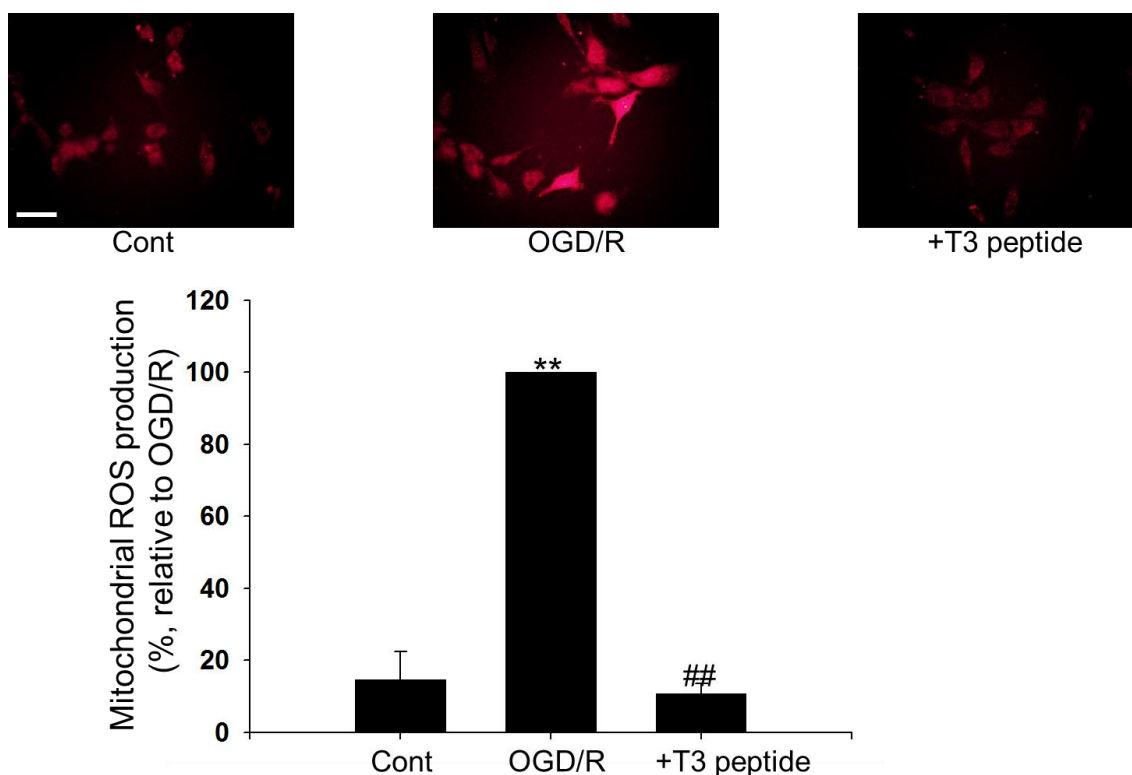 Cont
OGD/R
+T3 peptide
Mitochondrial ROS production
(%, relative to OGD/R)
120
100
80
60
40
20
0
**
##
Cont
OGD/R
+T3 peptide